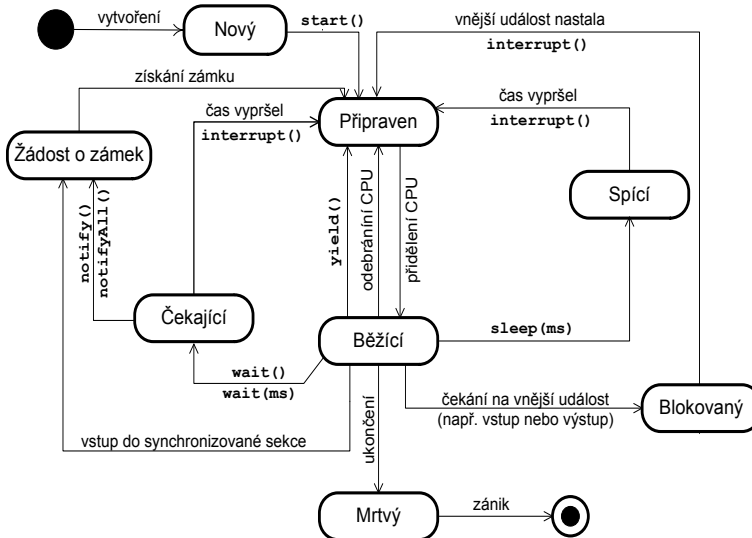 vytvoření
Nový
start()
vnější událost nastala
interrupt()
získání zámku
čas vypršel
interrupt()
Připraven
čas vypršel
interrupt()
Žádost o zámek
Spící
notify()
notifyAll()
yield()
odebrání CPU
přidělení CPU
Čekající
Běžící
sleep(ms)
wait()
wait(ms)
čekání na vnější událost
(např. vstup nebo výstup)
Blokovaný
vstup do synchronizované sekce
ukončení
Mrtvý
zánik